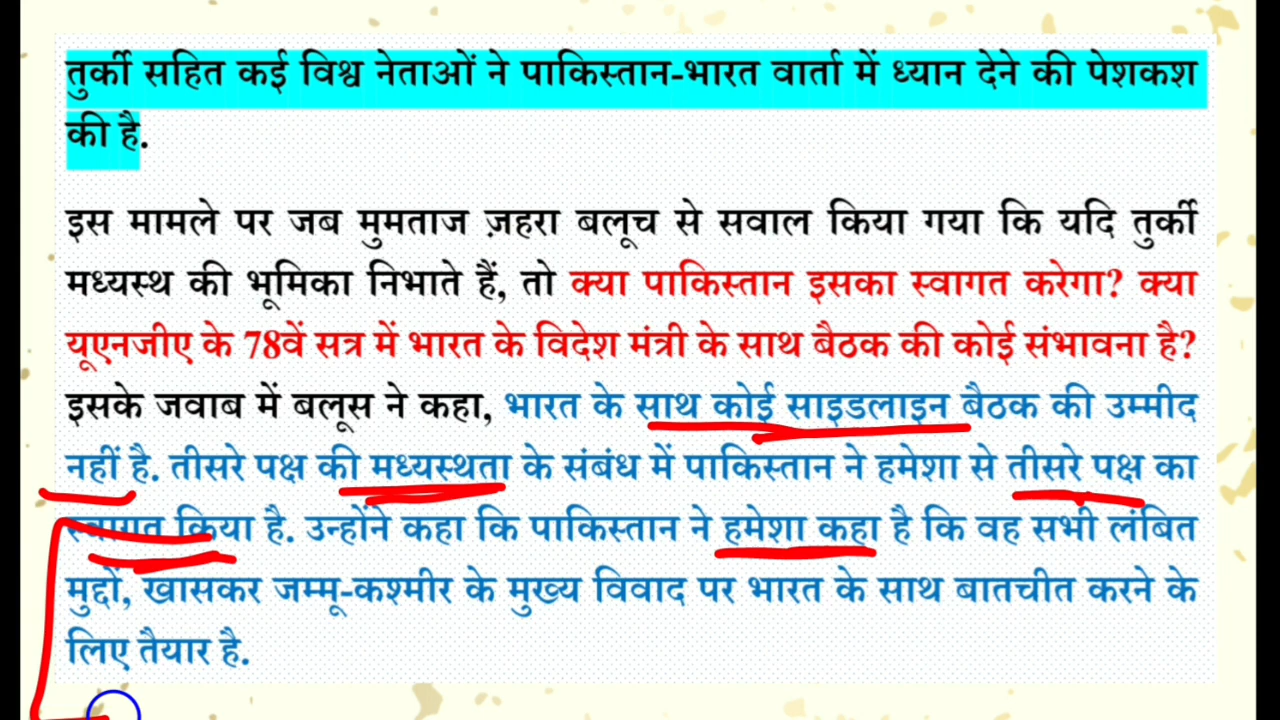 तुर्की सहित कई विश्व नेताओं ने पाकिस्तान-भारत वार्ता में ध्यान देने की पेशकश
की है.
इस मामले पर जब मुमताज ज़हरा बलूच से सवाल किया गया कि यदि तुर्की
मध्यस्थ की भूमिका निभाते हैं, तो क्या पाकिस्तान इसका स्वागत करेगा? क्या
यूएनजीए के 78वें सत्र में भारत के विदेश मंत्री के साथ बैठक की कोई संभावना है?
इसके जवाब में बलूस ने कहा, भारत के साथ कोई साइडलाइन बैठक की उम्मीद
नहीं है. तीसरे पक्ष की मध्यस्थता के संबंध में पाकिस्तान ने हमेशा से तीसरे पक्ष का
स्वागत किया है. उन्होंने कहा कि पाकिस्तान ने हमेशा कहा है कि वह सभी लंबित
मुद्दों, खासकर जम्मू-कश्मीर के मुख्य विवाद पर भारत के साथ बातचीत करने के
लिए तैयार है.